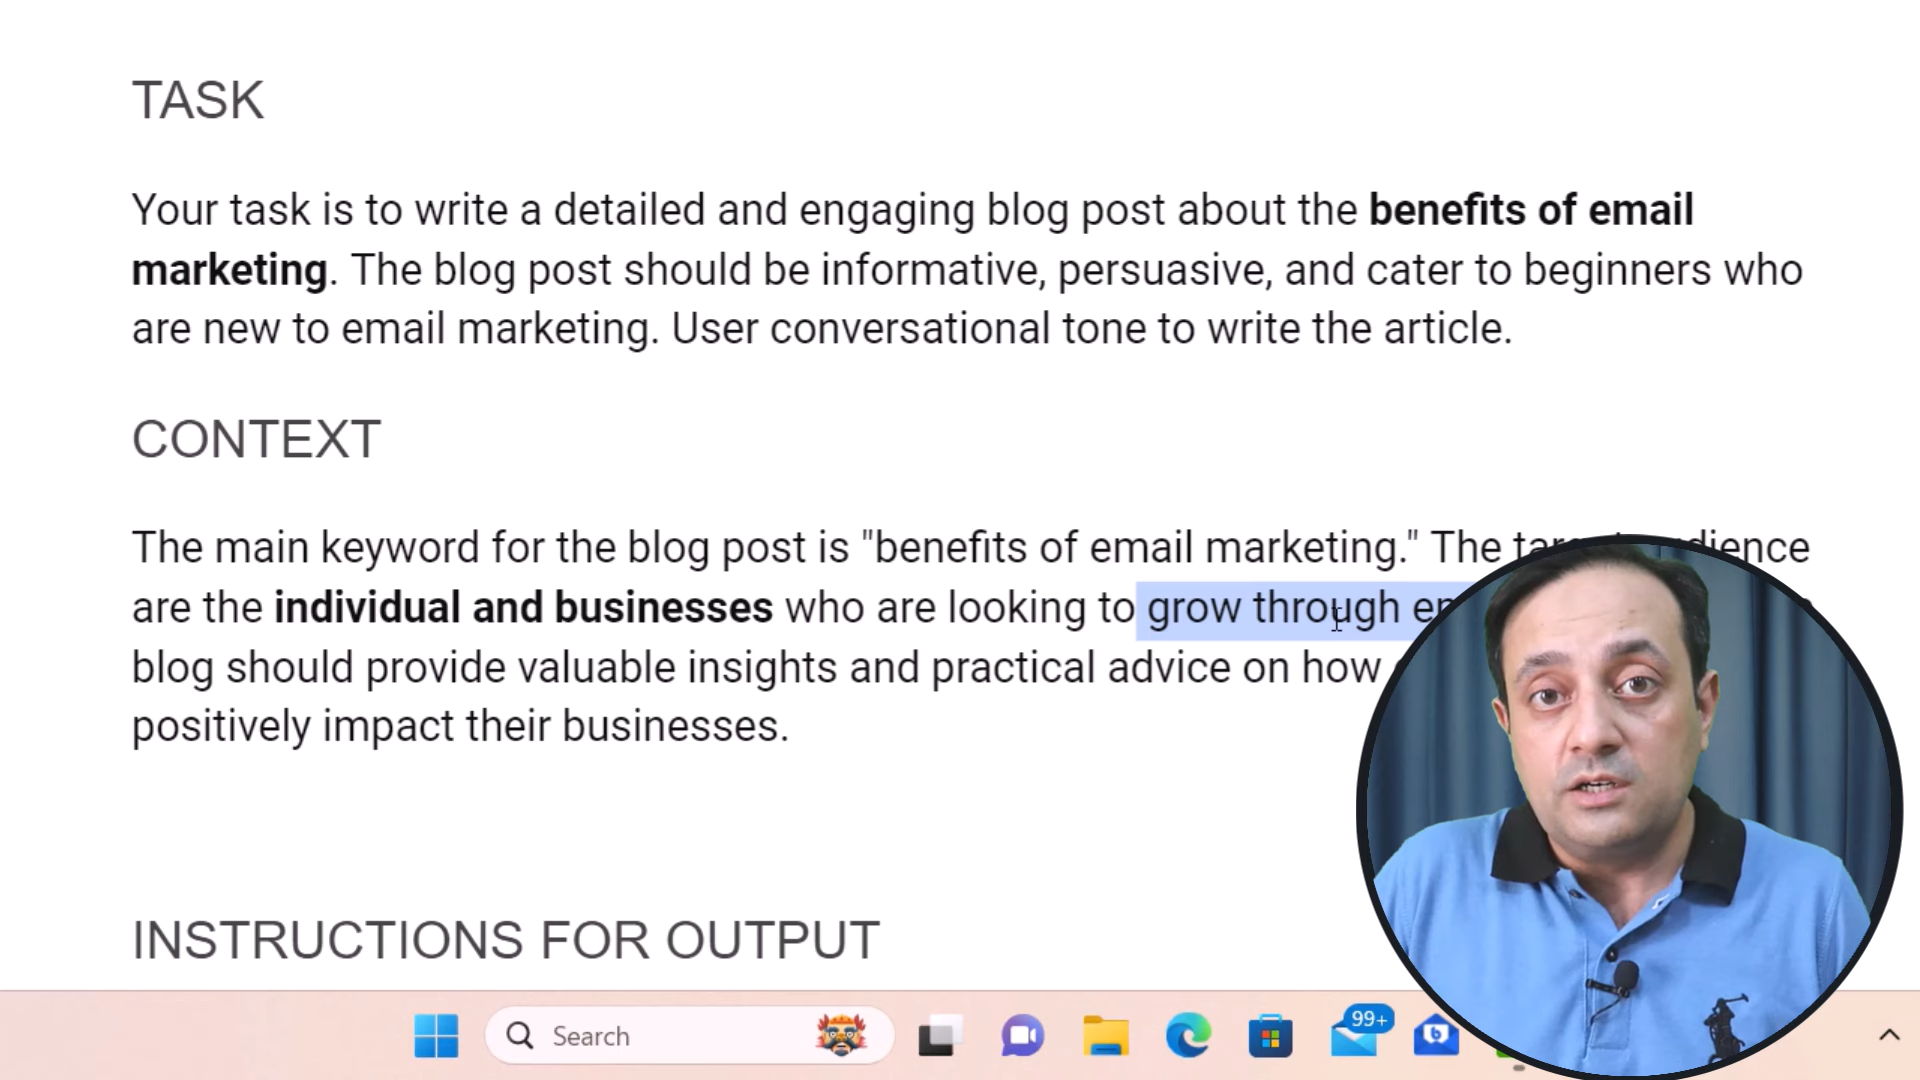 TASK
Your task is to write a detailed and engaging blog post about the benefits of email
marketing. The blog post should be informative, persuasive, and cater to beginners who
are new to email marketing. User conversational tone to write the article.
CONTEXT
The main keyword for the blog post is "benefits of email marketing." The
are the individual and businesses who are looking to grow through
blog should provide valuable insights and practical advice on how
positively impact their businesses.
INSTRUCTIONS FOR OUTPUT
Search
99+